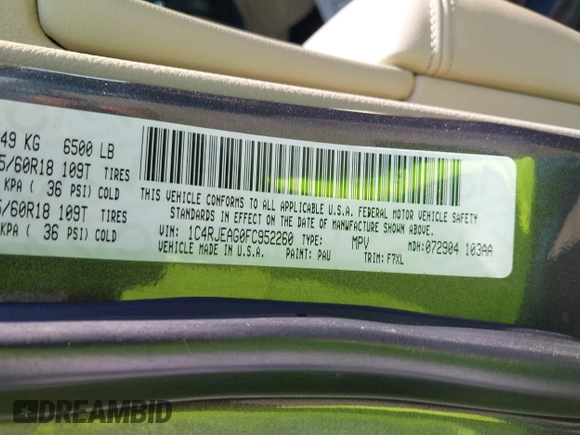 49 KG 6500 LB
5/60R18 109T TIRES
KPA ( 36 PSI) COLD
5/60R18 109T TIRES
KPA ( 36 PSI) COLD
THIS VEHICLE CONFORMS TO ALL APPLICABLE U.S.A. FEDERAL MOTOR VEHICLE SAFETY
STANDARDS IN EFFECT ON THE DATE OF MANUFACTURE SHOWN ABOVE.
VIN: 1C4RJEAG0FC952260 TYPE: MPV MDH: 072904 103AA
VEHICLE MADE IN U.S.A. PAINT: PAU TRIM: F7XL
DREAMBID